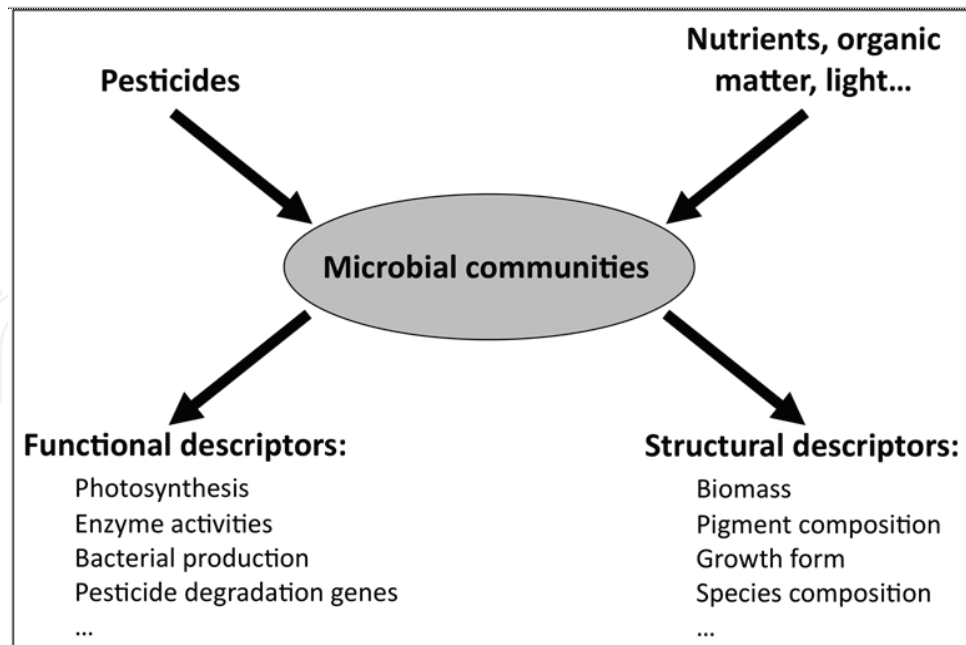 Pesticides
Nutrients, organic
matter, light...
Microbial communities
Functional descriptors:
Photosynthesis
Enzyme activities
Bacterial production
Pesticide degradation genes
...
Structural descriptors:
Biomass
Pigment composition
Growth form
Species composition
...